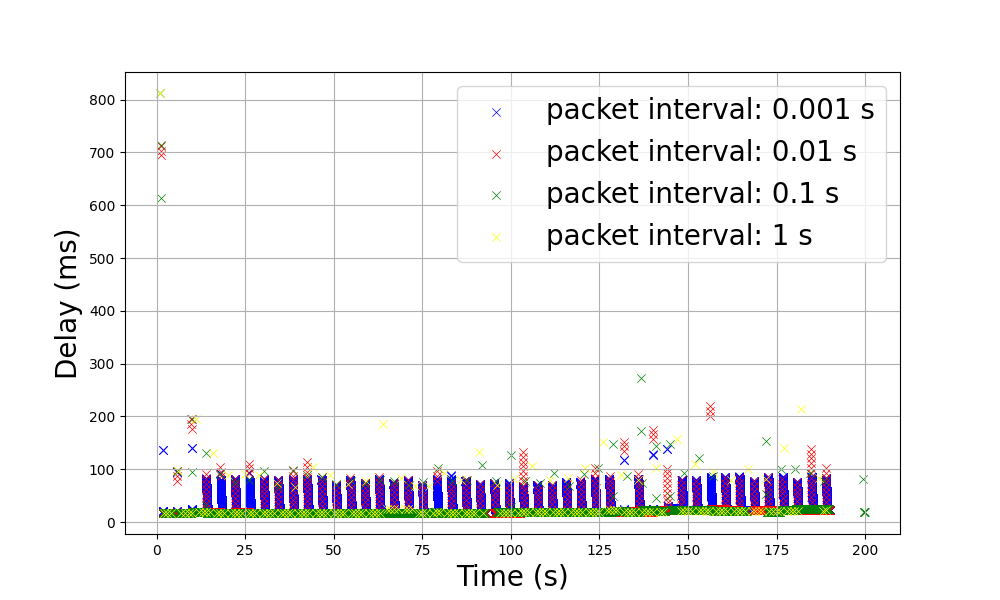 800
700
600
500
400
300
200
100
0
Delay (ms)
packet interval: 0.001 s
packet interval: 0.01 s
packet interval: 0.1 s
packet interval: 1 s
0 25 50 75 100 125 150 175 200
Time (s)